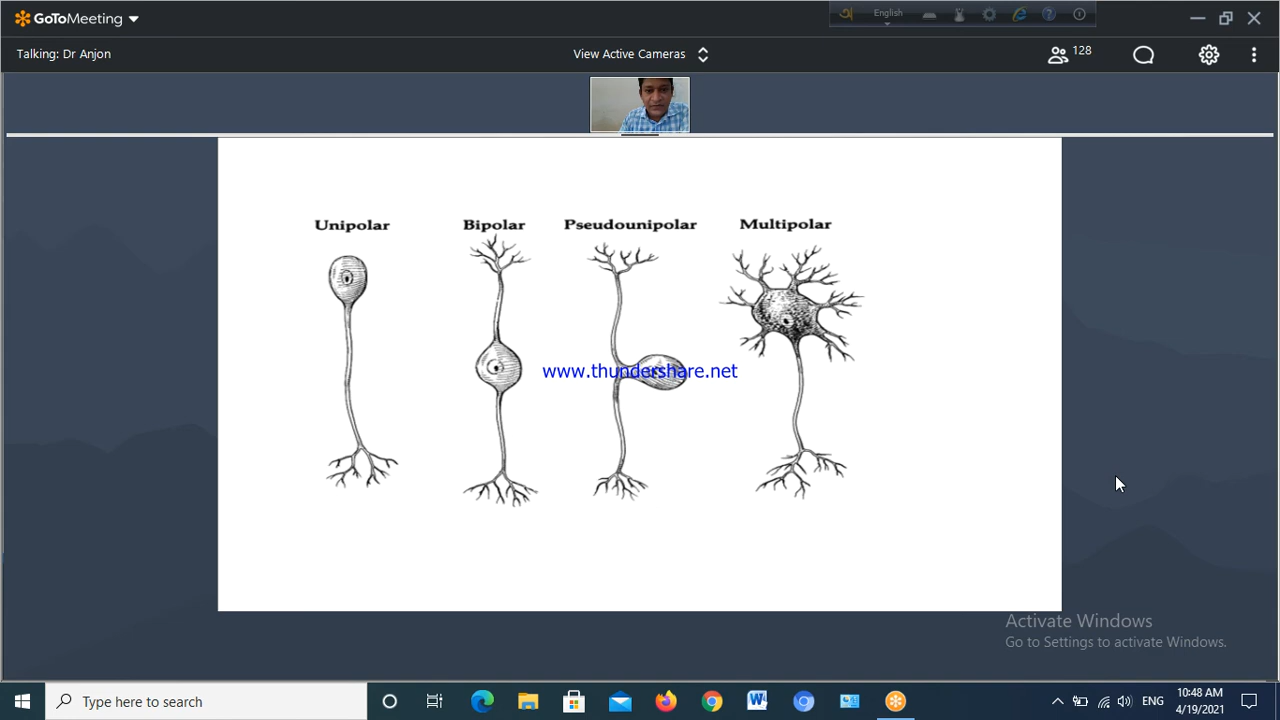 GoToMeeting
English
Talking: Dr Anjon
View Active Cameras
128
Unipolar
Bipolar
Pseudounipolar
Multipolar
www.thundershare.net
Activate Windows
Go to Settings to activate Windows.
Type here to search
ENG
10:48 AM
4/19/2021